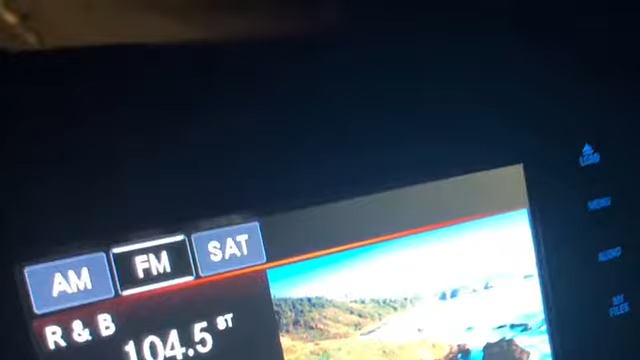 LOAD
MENU
AUDIO
MY
FILES
AM FM SAT
R & B
104.5 ST